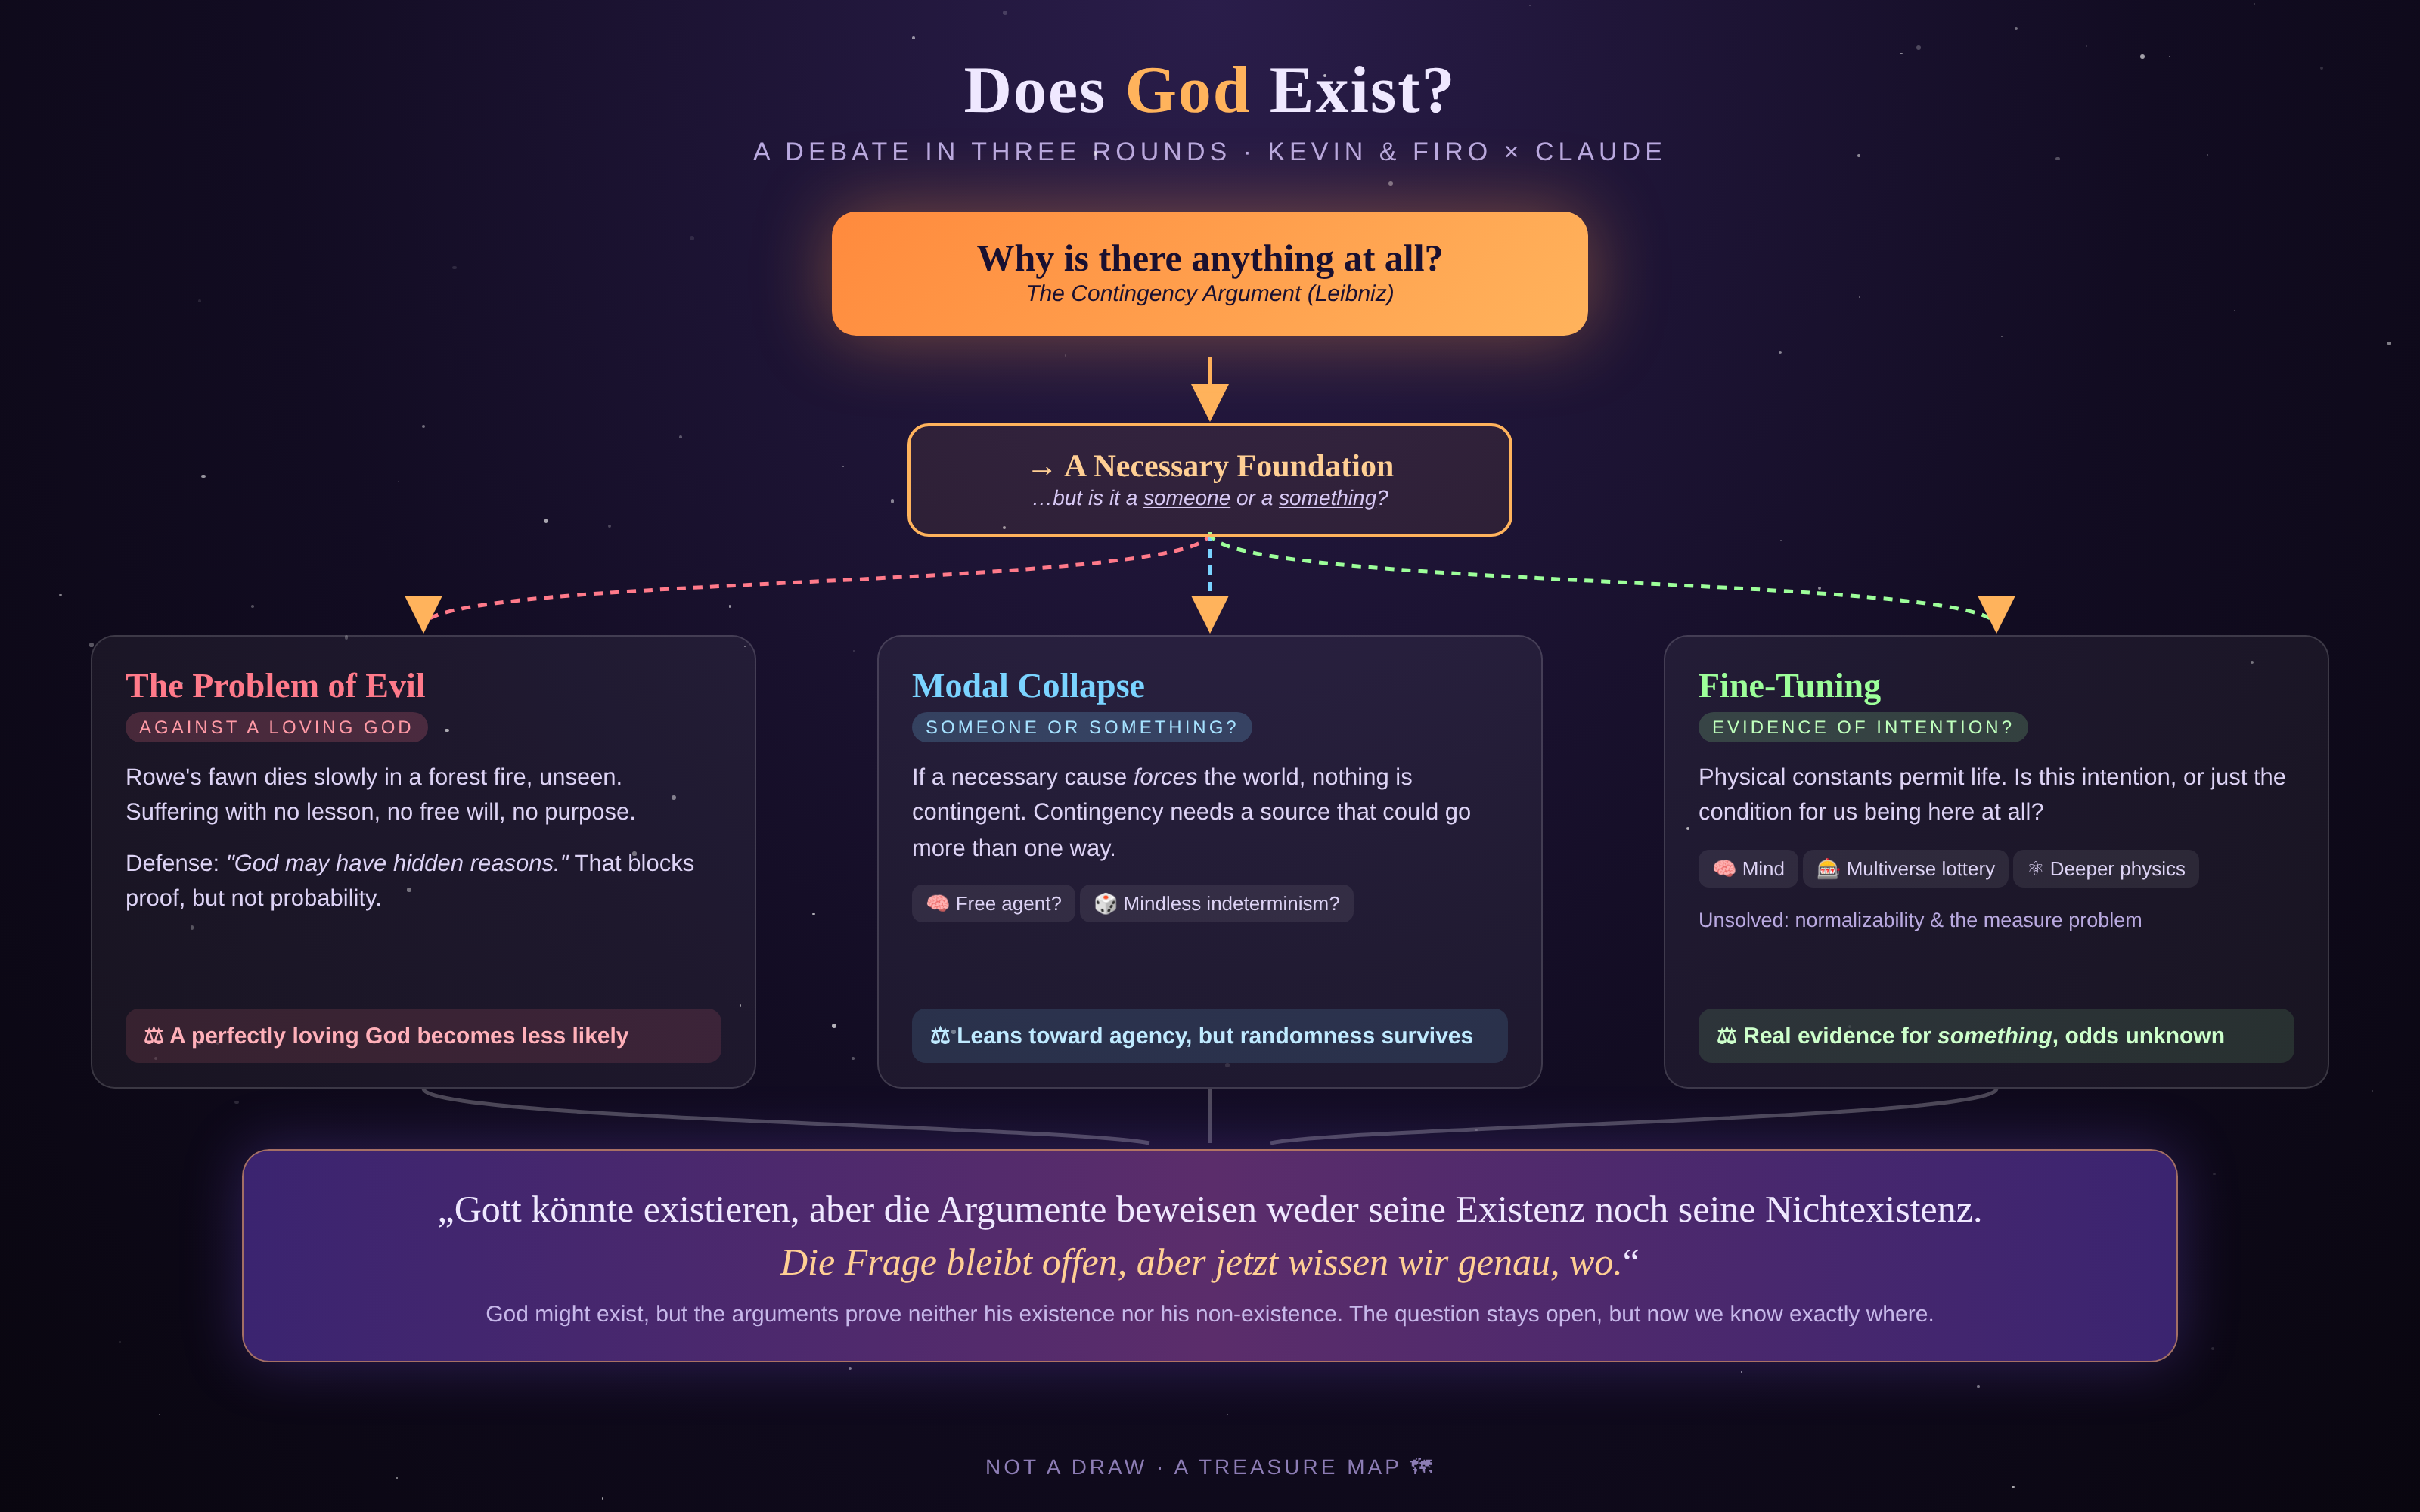 Does God Exist?
A DEBATE IN THREE ROUNDS · KEVIN & FIRO × CLAUDE
Why is there anything at all?
The Contingency Argument (Leibniz)
→ A Necessary Foundation
…but is it a someone or a something?
The Problem of Evil
AGAINST A LOVING GOD
Rowe's fawn dies slowly in a forest fire, unseen.
Suffering with no lesson, no free will, no purpose.
Defense: "God may have hidden reasons." That blocks
proof, but not probability.
⚖ A perfectly loving God becomes less likely
Modal Collapse
SOMEONE OR SOMETHING?
If a necessary cause forces the world, nothing is
contingent. Contingency needs a source that could go
more than one way.
🧠 Free agent? 🎲 Mindless indeterminism?
⚖ Leans toward agency, but randomness survives
Fine-Tuning
EVIDENCE OF INTENTION?
Physical constants permit life. Is this intention, or just the
condition for us being here at all?
🧠 Mind 🎰 Multiverse lottery ⚛ Deeper physics
Unsolved: normalizability & the measure problem
⚖ Real evidence for something, odds unknown
„Gott könnte existieren, aber die Argumente beweisen weder seine Existenz noch seine Nichtexistenz.
Die Frage bleibt offen, aber jetzt wissen wir genau, wo.“
God might exist, but the arguments prove neither his existence nor his non-existence. The question stays open, but now we know exactly where.
NOT A DRAW · A TREASURE MAP 🗺